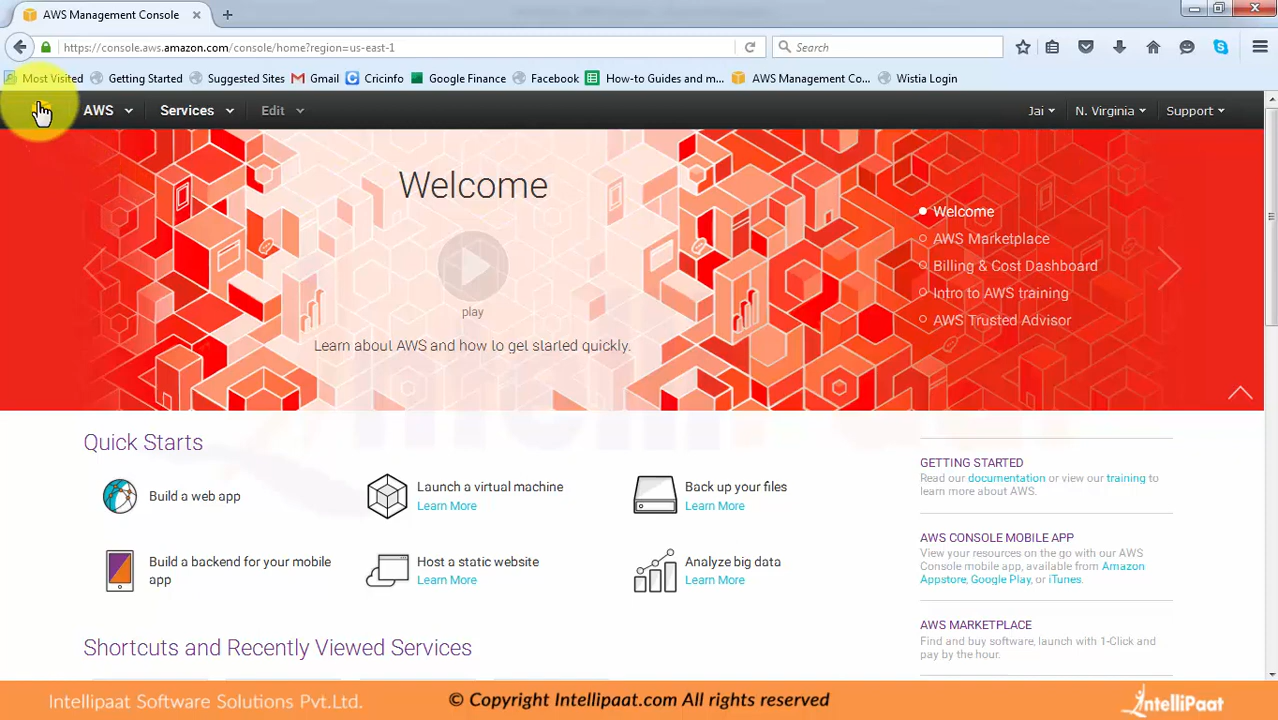 AWS Management Console
https://console.aws.amazon.com/console/home?region=us-east-1
Search
Most Visited
Getting Started
Suggested Sites
Gmail
Cricinfo
Google Finance
Facebook
How-to Guides and m...
AWS Management Co...
Wistia Login
AWS
Services
Edit
Jai
N. Virginia
Support
Welcome
play
Learn about AWS and how to get started quickly.
Welcome
AWS Marketplace
Billing & Cost Dashboard
Intro to AWS training
AWS Trusted Advisor
Quick Starts
Build a web app
Launch a virtual machine
Learn More
Back up your files
Learn More
Build a backend for your mobile
app
Host a static website
Learn More
Analyze big data
Learn More
GETTING STARTED
Read our documentation or view our training to
learn more about AWS.
AWS CONSOLE MOBILE APP
View your resources on the go with our AWS
Console mobile app, available from Amazon
Appstore, Google Play, or iTunes.
AWS MARKETPLACE
Find and buy software, launch with 1-Click and
pay by the hour.
Shortcuts and Recently Viewed Services
Intellipaat Software Solutions Pvt.Ltd.
© Copyright Intellipaat.com All rights reserved
IntelliPaat